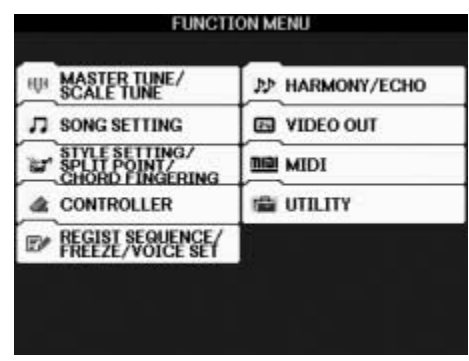 FUNCTION MENU
MASTER TUNE/
SCALE TUNE
SONG SETTING
STYLE SETTING/
SPLIT POINT/
CHORD FINGERING
CONTROLLER
REGIST SEQUENCE/
FREEZE/VOICE SET
HARMONY/ECHO
VIDEO OUT
MIDI
MIDI
UTILITY